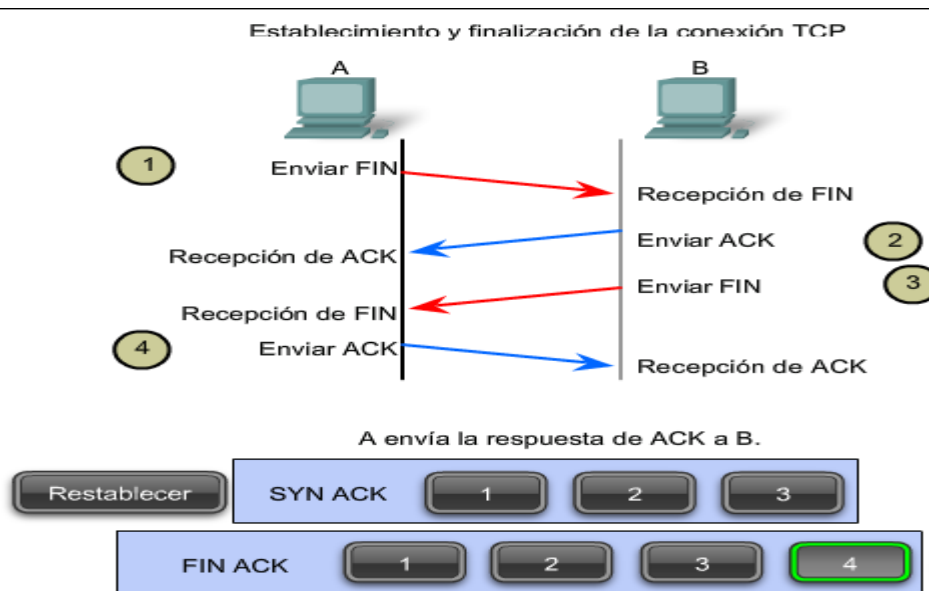 Establecimiento y finalización de la conexión TCP
A
B
1
Enviar FIN
Recepción de FIN
Enviar ACK
2
Recepción de ACK
Enviar FIN
3
Recepción de FIN
4
Enviar ACK
Recepción de ACK
A envía la respuesta de ACK a B.
Restablecer
SYN ACK 1 2 3
FIN ACK 1 2 3 4